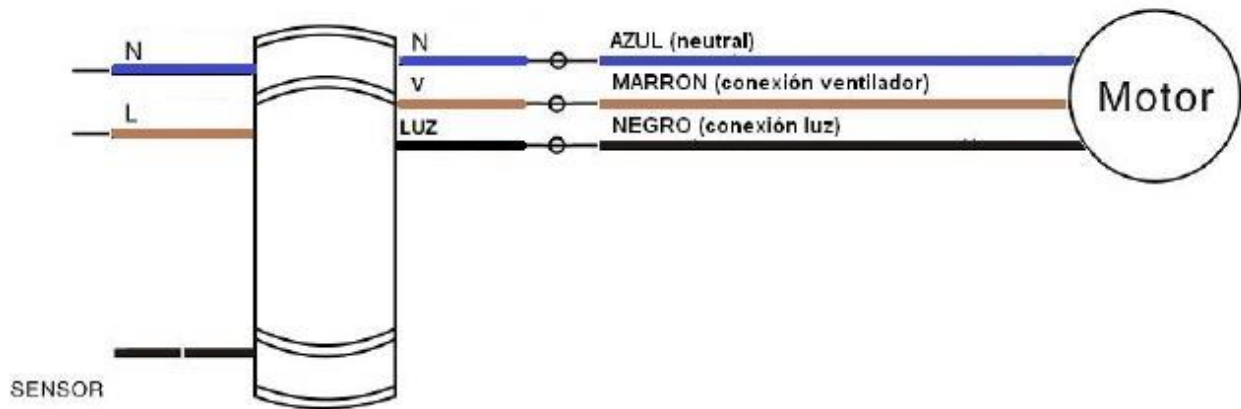 N
L
SENSOR
N
V
LUZ
AZUL (neutral)
MARRON (conexión ventilador)
NEGRO (conexión luz)
Motor